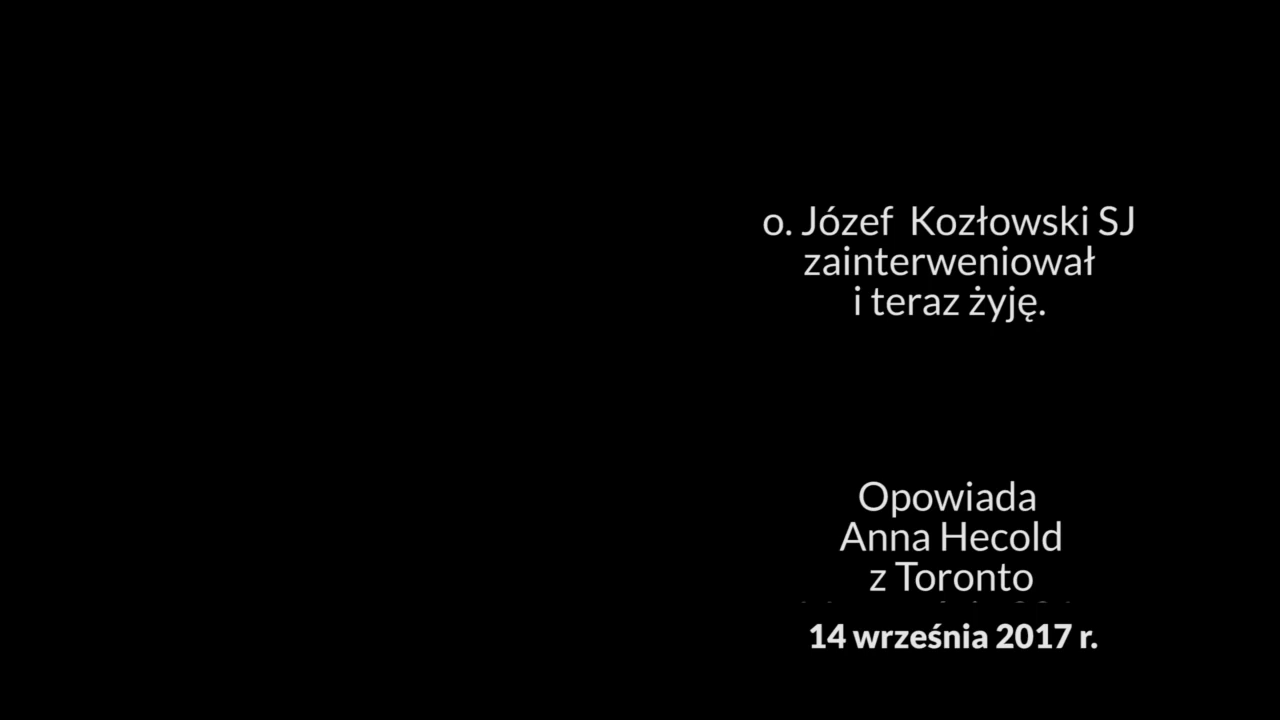 o. Józef Kozłowski SJ
zainterweniował
i teraz żyję.
Opowiada
Anna Hecold
z Toronto
14 września 2017 r.